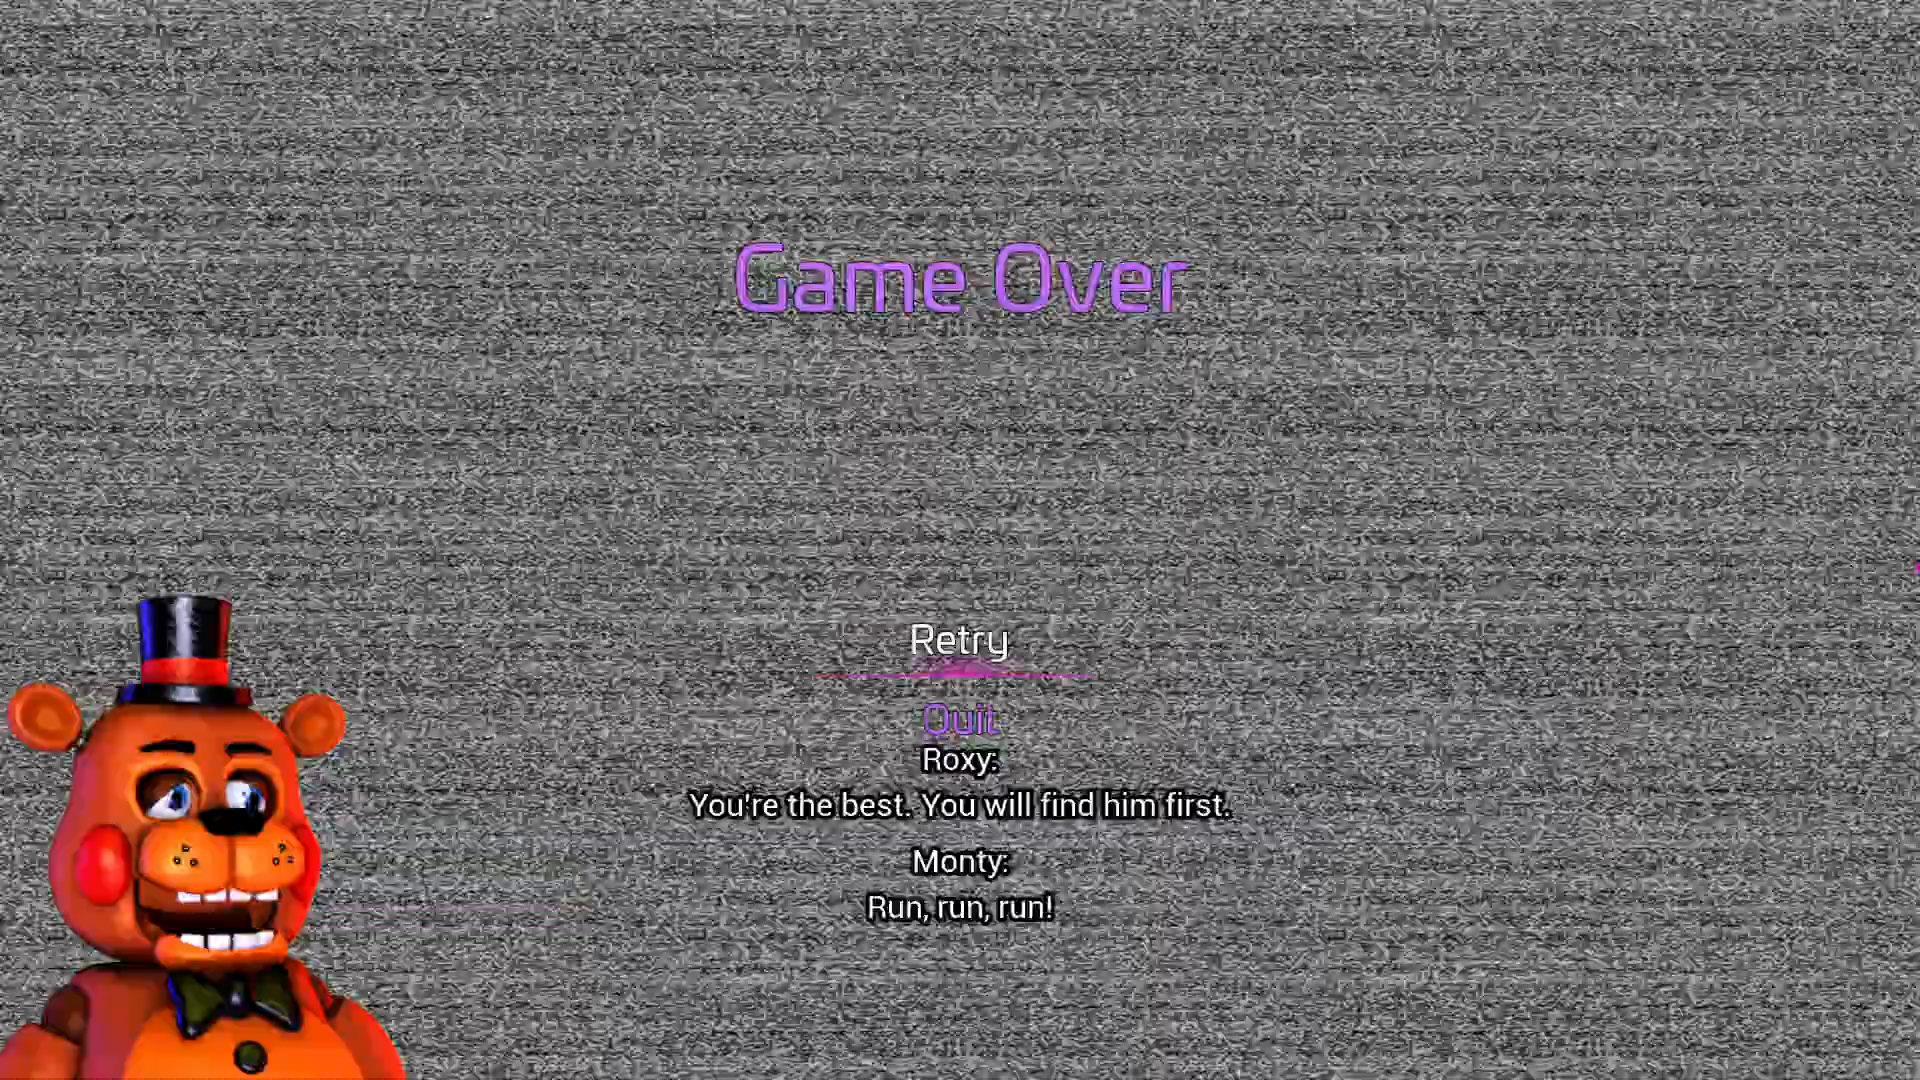 Game Over
Retry
Quit
Roxy:
You're the best. You will find him first.
Monty:
Run, run, run!